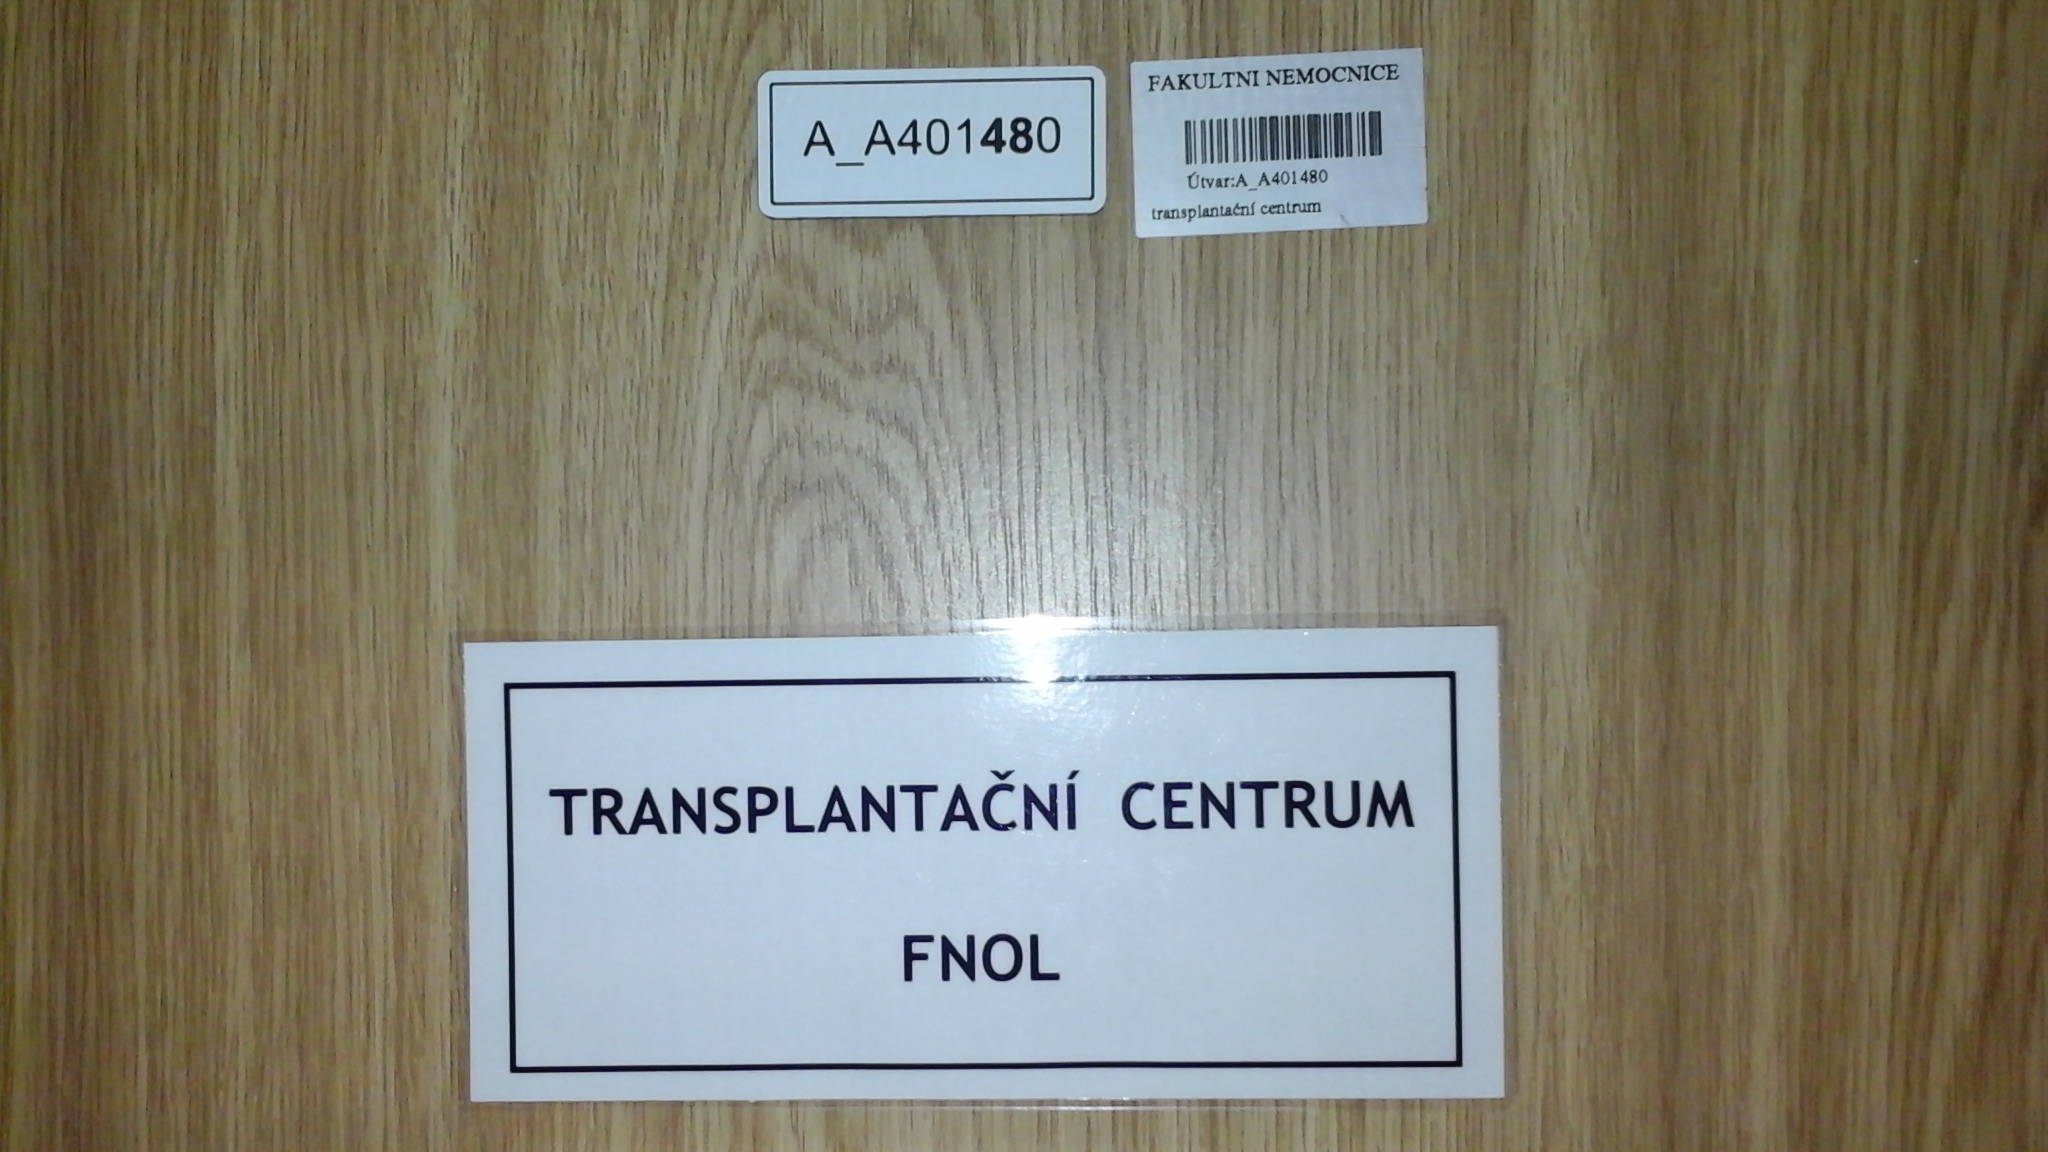 A_A401480
FAKULTNI NEMOCNICE
Útvar:A_A401480
transplantační centrum
TRANSPLANTAČNÍ CENTRUM
FNOL